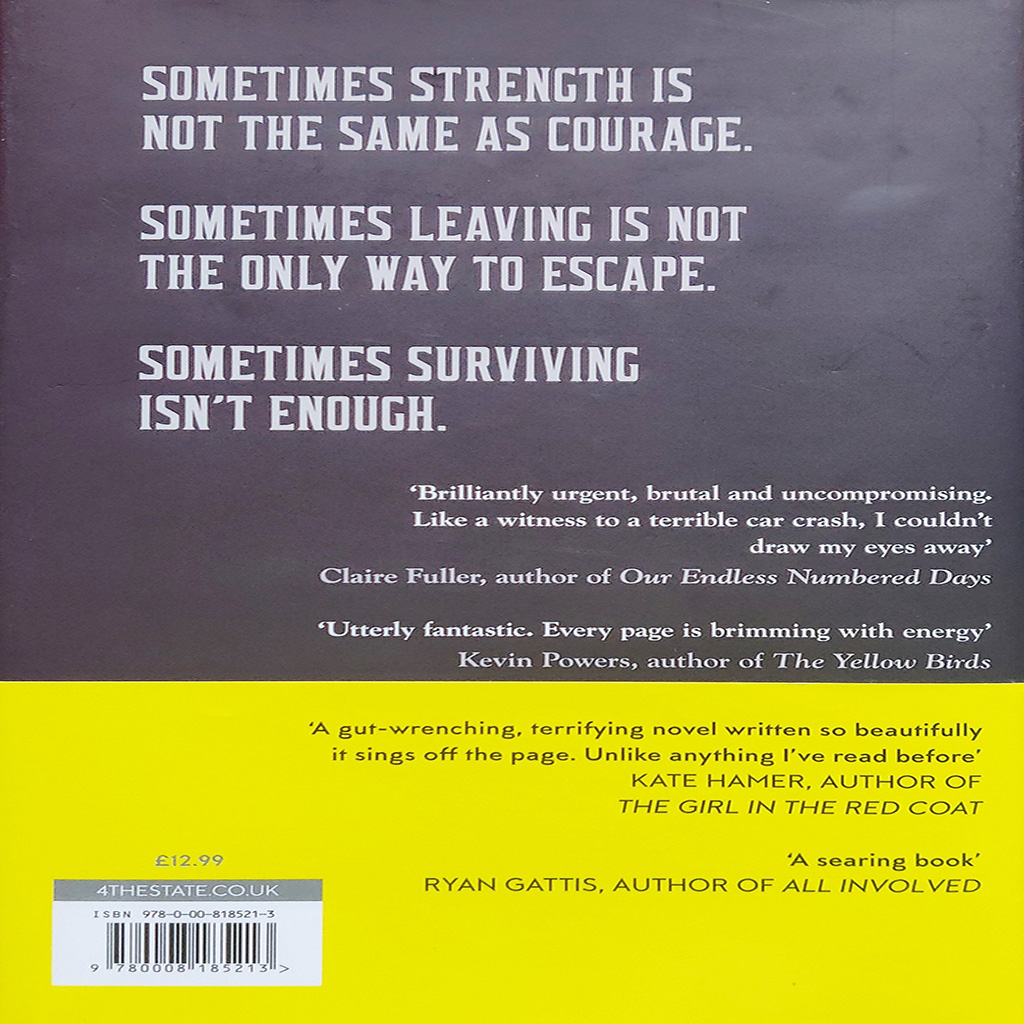 SOMETIMES STRENGTH IS
NOT THE SAME AS COURAGE.
SOMETIMES LEAVING IS NOT
THE ONLY WAY TO ESCAPE.
SOMETIMES SURVIVING
ISN'T ENOUGH.
‘Brilliantly urgent, brutal and uncompromising.
Like a witness to a terrible car crash, I couldn’t
draw my eyes away’
Claire Fuller, author of Our Endless Numbered Days
‘Utterly fantastic. Every page is brimming with energy’
Kevin Powers, author of The Yellow Birds
‘A gut-wrenching, terrifying novel written so beautifully
it sings off the page. Unlike anything I’ve read before’
KATE HAMER, AUTHOR OF
THE GIRL IN THE RED COAT
‘A searing book’
RYAN GATTIS, AUTHOR OF ALL INVOLVED
£12.99
4THESTATE.CO.UK
ISBN 978-0-00-818521-3
9 780008 185213 >